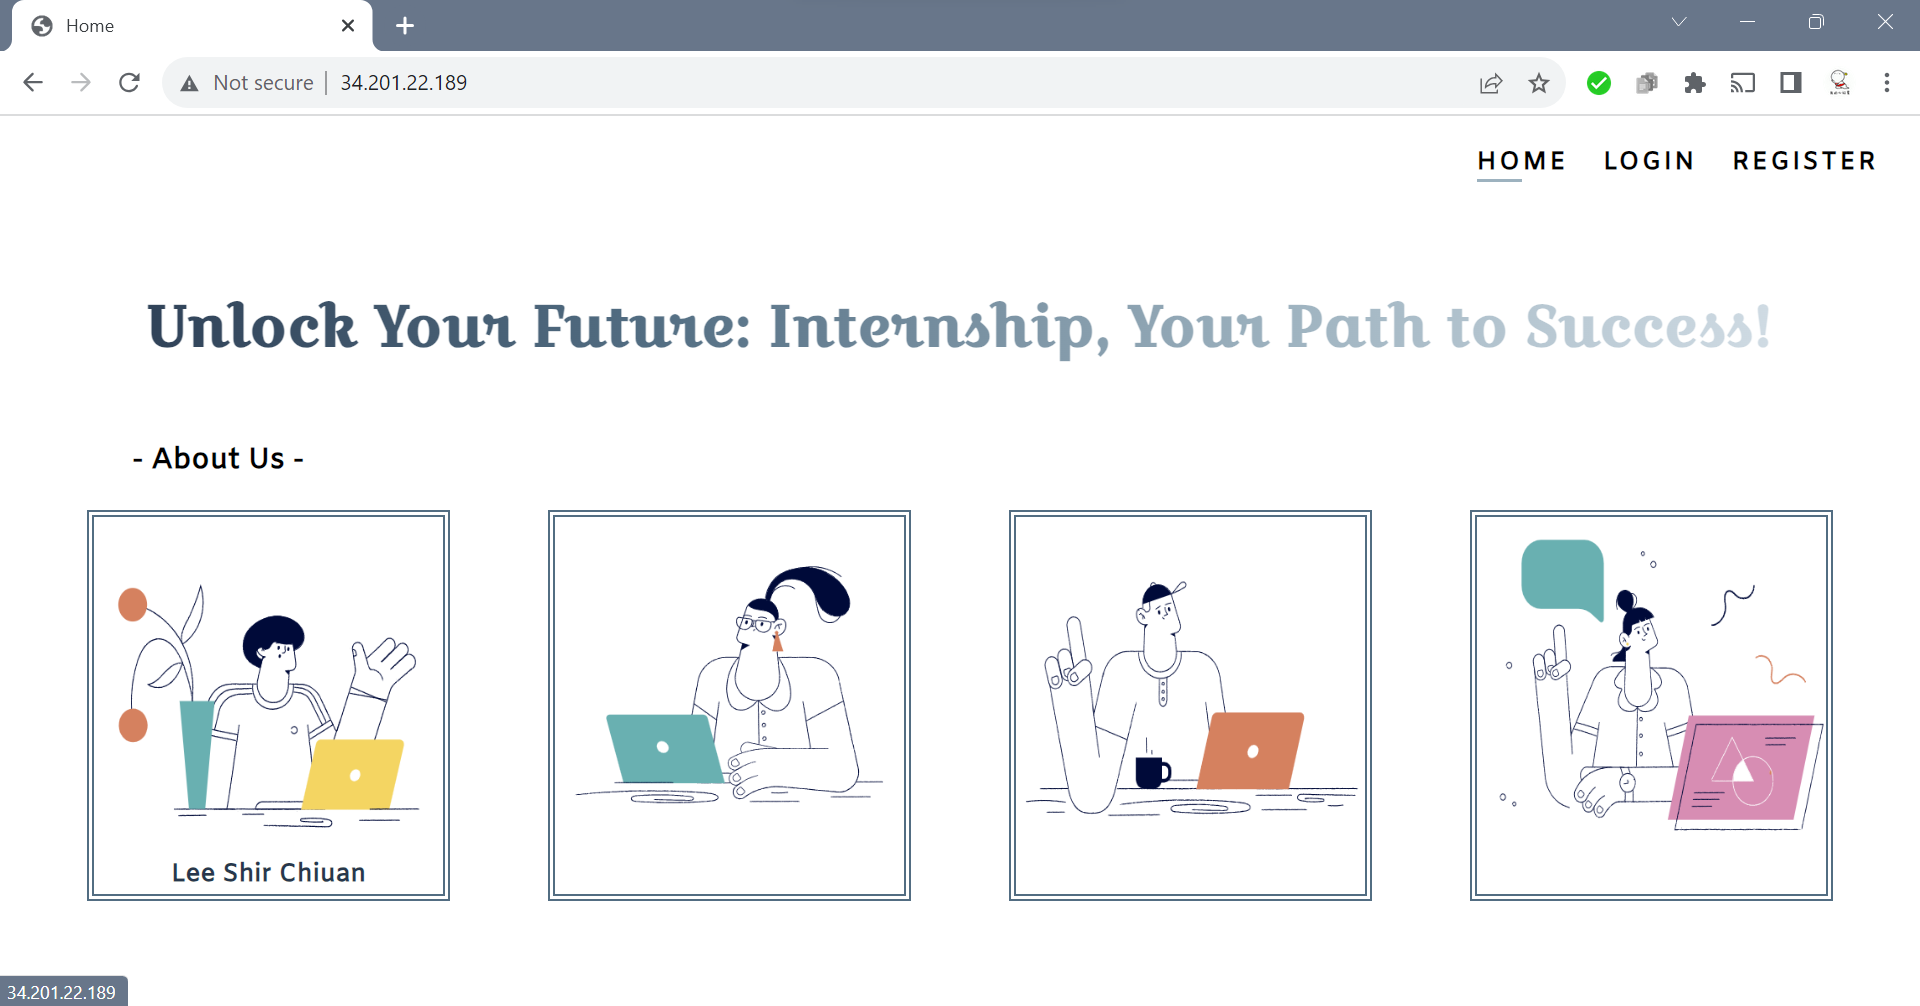 Home
Not secure | 34.201.22.189
HOME LOGIN REGISTER
Unlock Your Future: Internship, Your Path to Success!
- About Us -
Lee Shir Chiuan
34.201.22.189